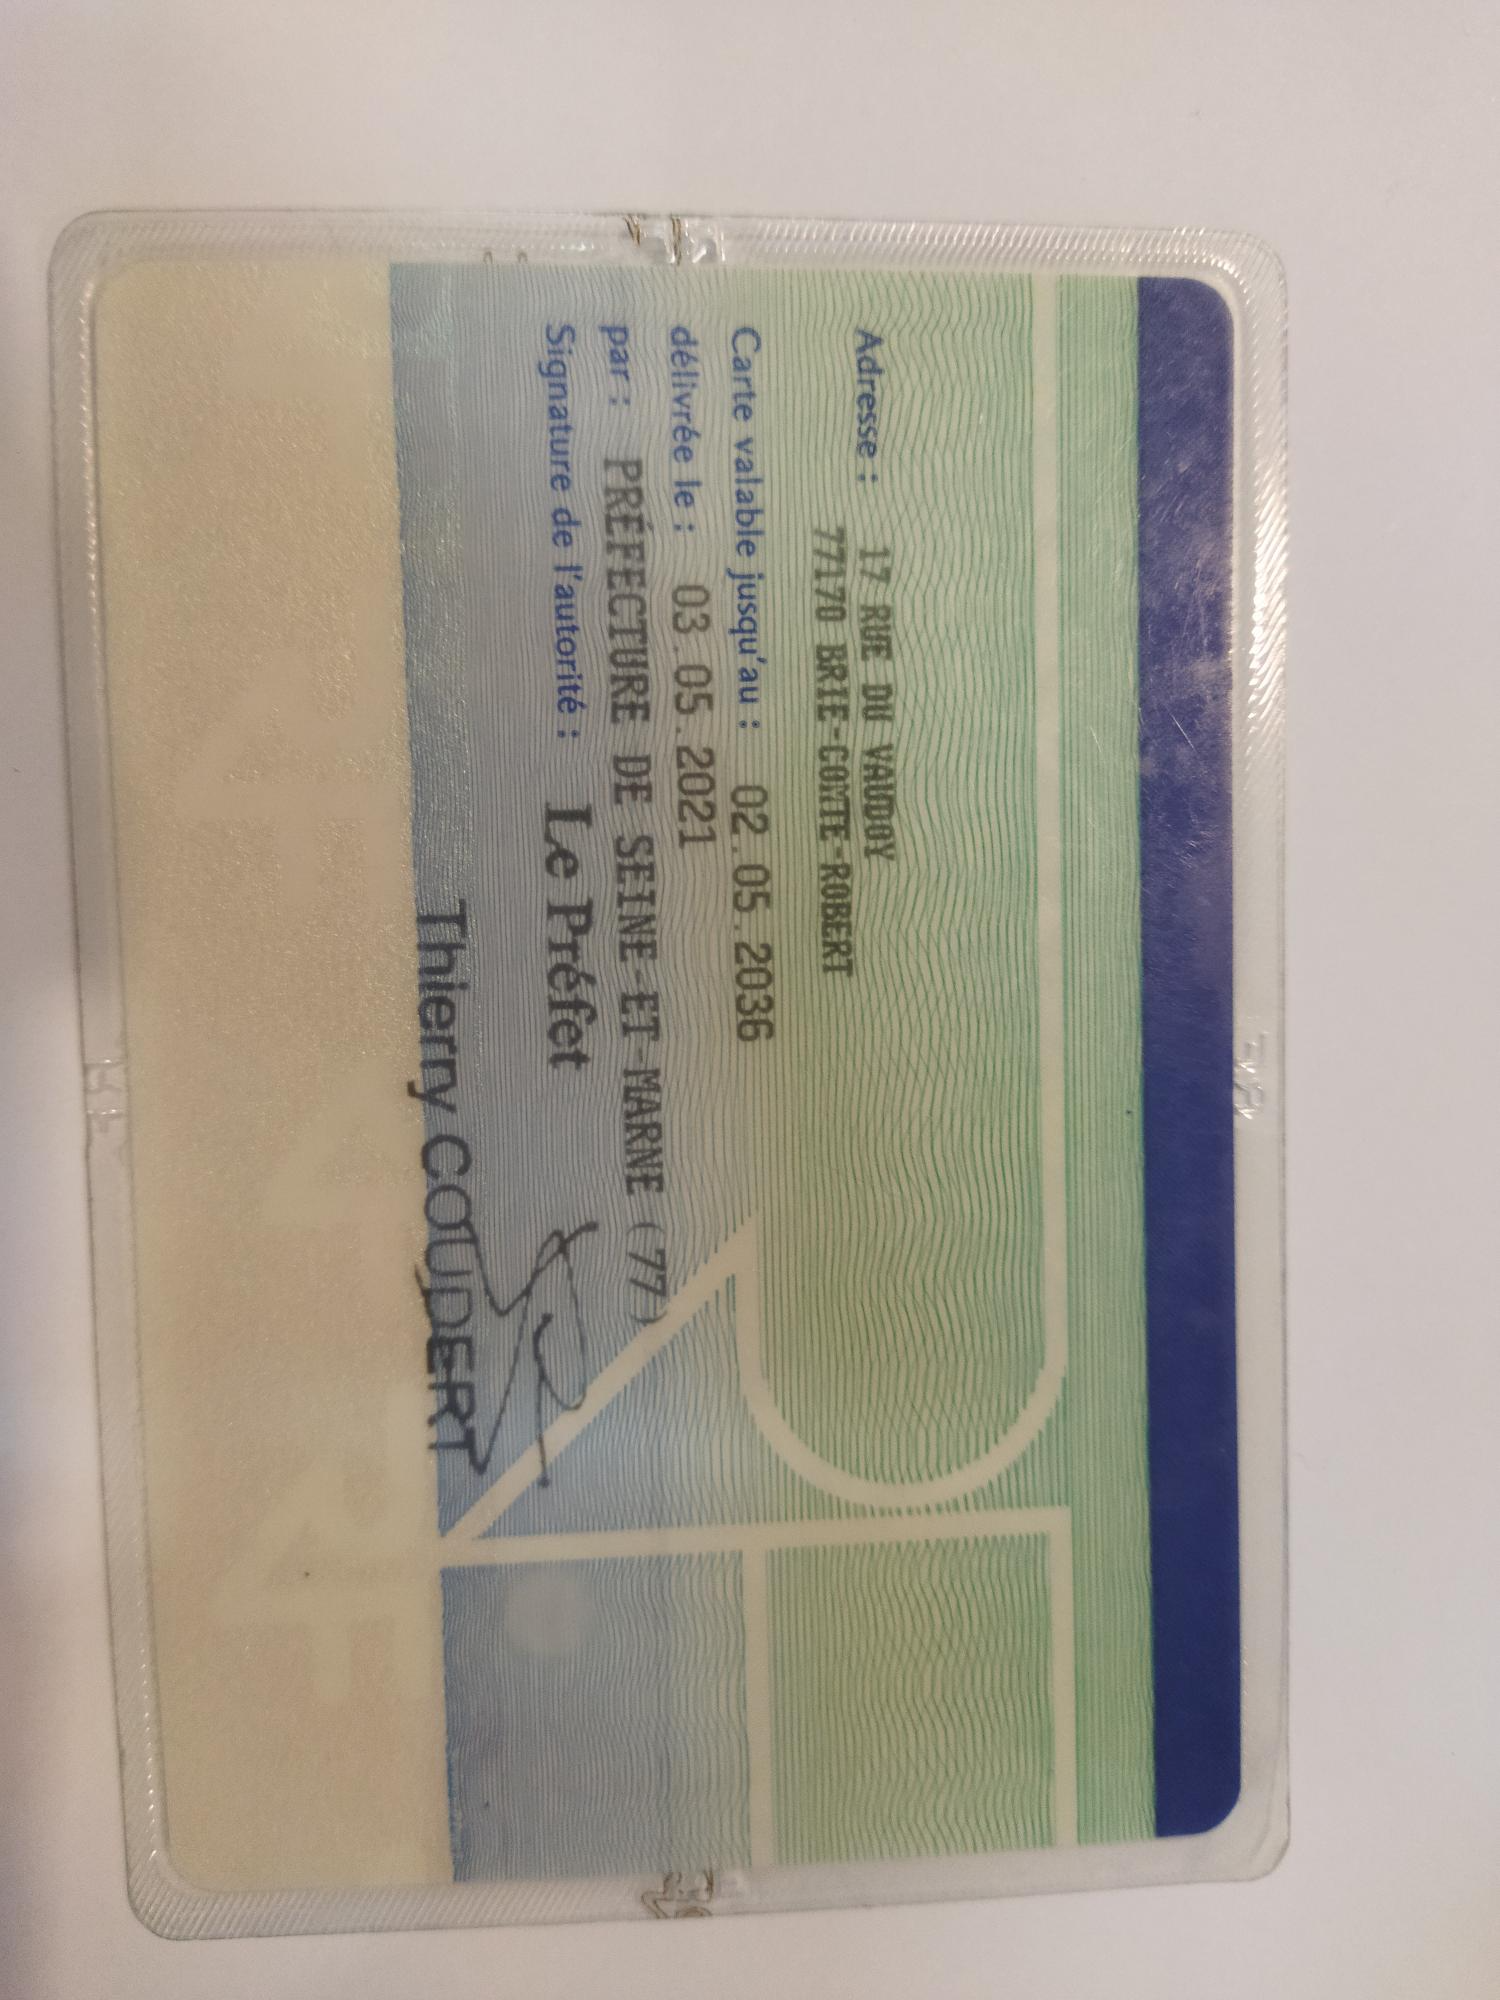 Adresse : 17 RUE DU VAUDOY
77170 BRIE-COMTE-ROBERT
Carte valable jusqu'au : 02.05.2036
délivrée le : 03.05.2021
par : PRÉFECTURE DE SEINE-ET-MARNE (77)
Signature de l'autorité : Le Préfet
Thierry COUDERT